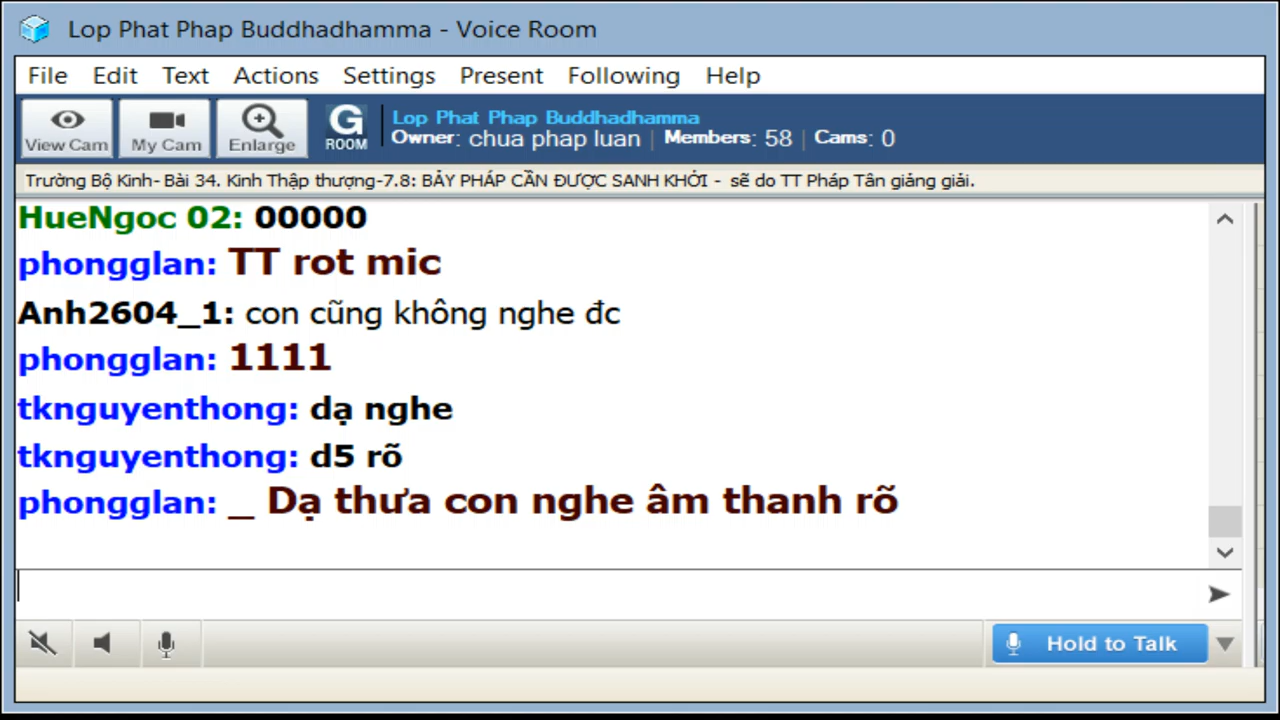 Lop Phat Phap Buddhadhamma - Voice Room
File Edit Text Actions Settings Present Following Help
View Cam My Cam Enlarge G ROOM
Lop Phat Phap Buddhadhamma
Owner: chua phap luan | Members: 58 | Cams: 0
Trường Bộ Kinh- Bài 34. Kinh Thập thượng-7.8: BẢY PHÁP CẦN ĐƯỢC SANH KHỞI - sẽ do TT Pháp Tân giảng giải.
HueNgoc 02: 00000
phongglan: TT rot mic
Anh2604_1: con cũng không nghe đc
phongglan: 1111
tknguyenthong: dạ nghe
tknguyenthong: d5 rõ
phongglan: _ Dạ thưa con nghe âm thanh rõ
Hold to Talk